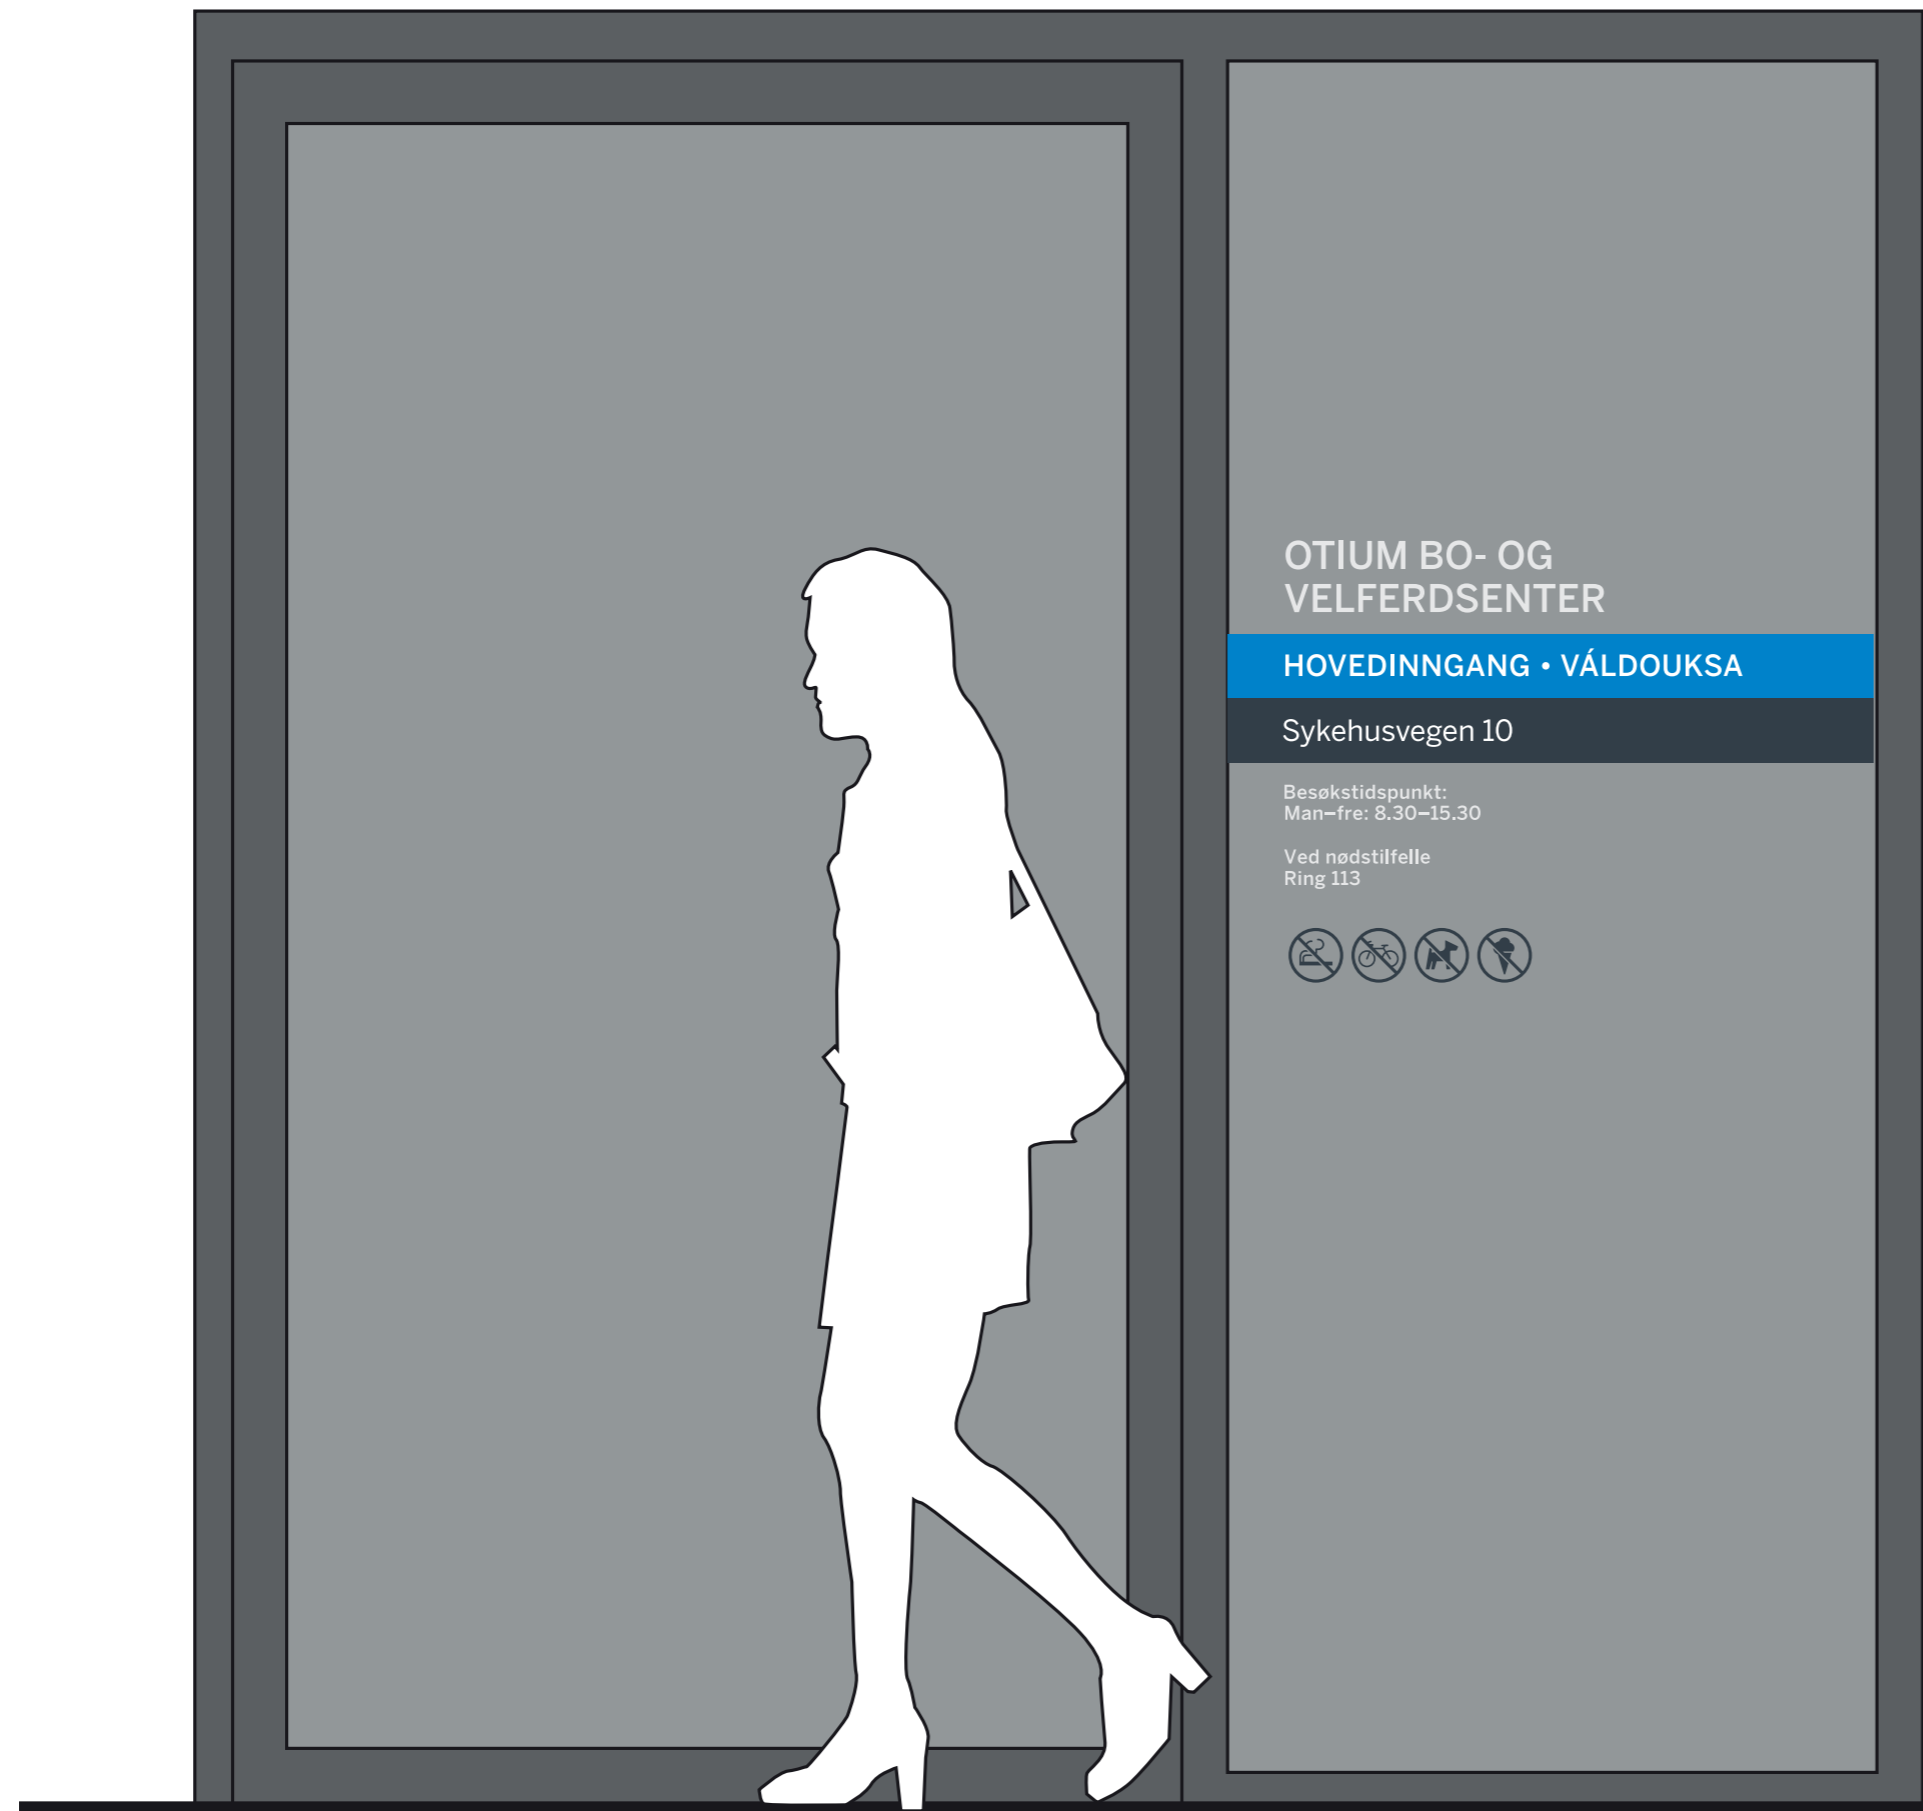 OTIUM BO- OG
VELFERDSENTER
HOVEDINNGANG • VÁLDOUKSA
Sykehusvegen 10
Besøkstidspunkt:
Man–fre: 8.30–15.30
Ved nødstilfelle
Ring 113